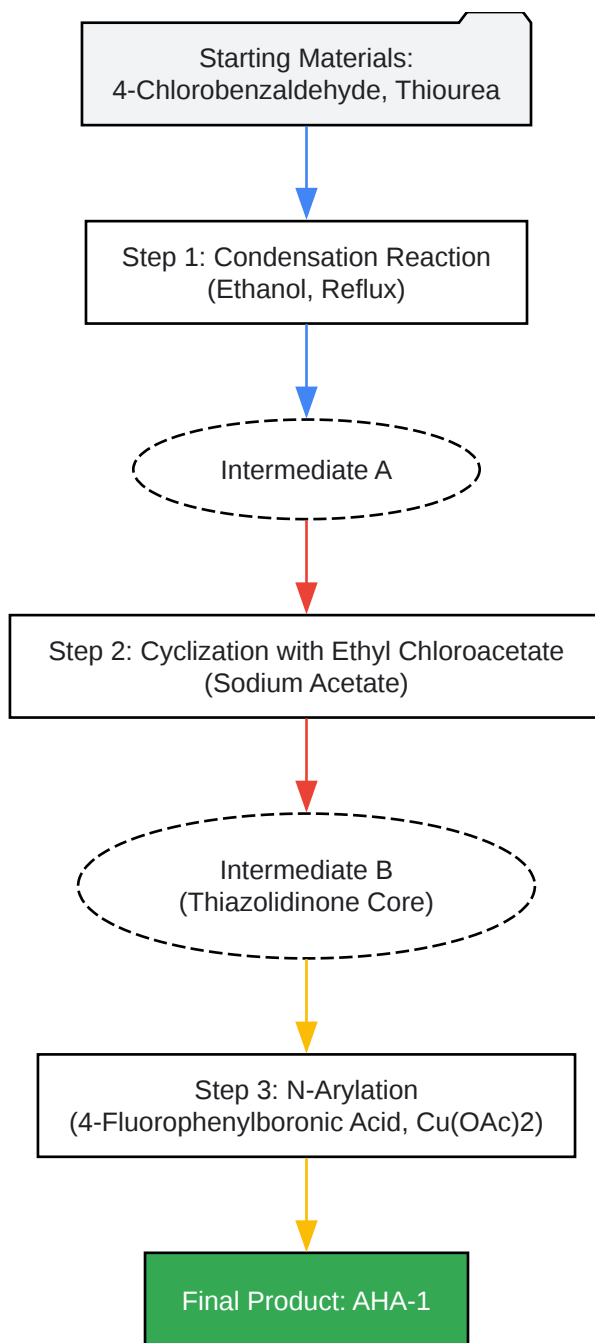 Starting Materials:
4-Chlorobenzaldehyde, Thiourea
Step 1: Condensation Reaction
(Ethanol, Reflux)
Intermediate A
Step 2: Cyclization with Ethyl Chloroacetate
(Sodium Acetate)
Intermediate B
(Thiazolidinone Core)
Step 3: N-Arylation
(4-Fluorophenylboronic Acid, Cu(OAc)2)
Final Product: AHA-1